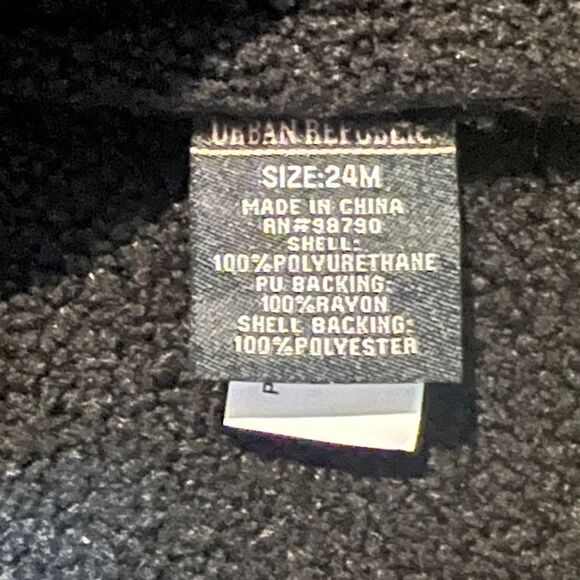 URBAN REPUBLIC
SIZE:24M
MADE IN CHINA
RN#98790
SHELL:
100%POLYURETHANE
PU BACKING:
100%RAYON
SHELL BACKING:
100%POLYESTER
P